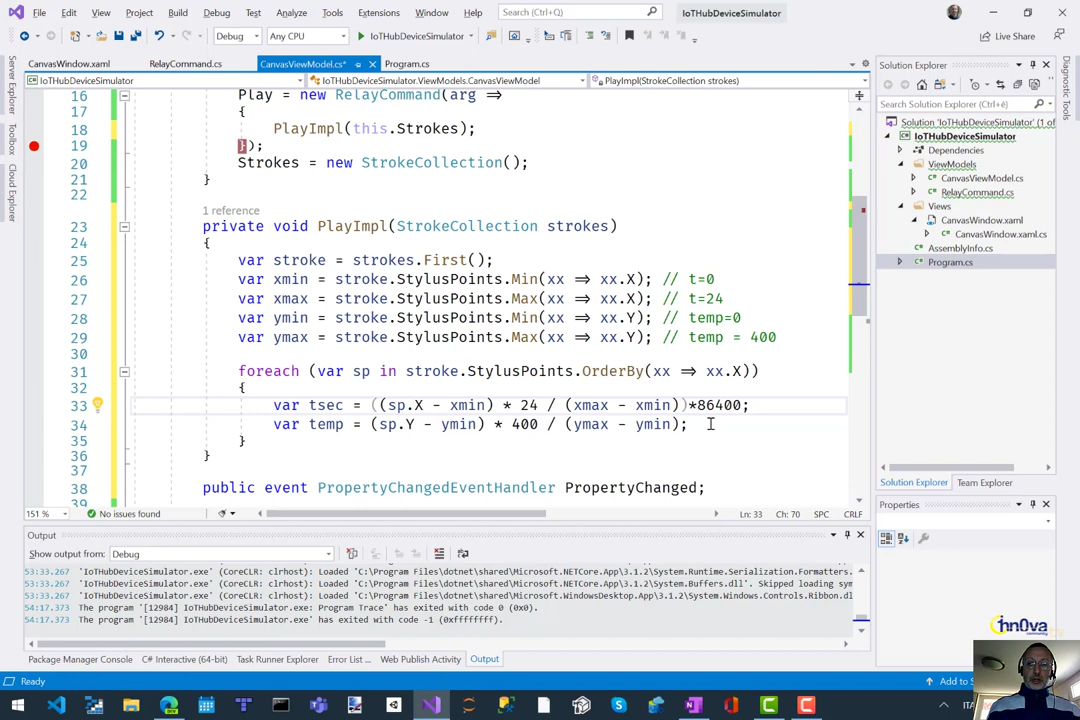 File Edit View Project Build Debug Test Analyze Tools Extensions Window Help Search (Ctrl+Q) IoTHubDeviceSimulator
Debug Any CPU IoTHubDeviceSimulator Live Share
CanvasWindow.xaml RelayCommand.cs CanvasViewModel.cs* Program.cs
IoTHubDeviceSimulator IoTHubDeviceSimulator.ViewModels.CanvasViewModel PlayImpl(StrokeCollection strokes)
16 Play = new RelayCommand(arg =>
17 {
18 PlayImpl(this.Strokes);
19 });
20 Strokes = new StrokeCollection();
21 }
22
1 reference
23 private void PlayImpl(StrokeCollection strokes)
24 {
25 var stroke = strokes.First();
26 var xmin = stroke.StylusPoints.Min(xx => xx.X); // t=0
27 var xmax = stroke.StylusPoints.Max(xx => xx.X); // t=24
28 var ymin = stroke.StylusPoints.Min(xx => xx.Y); // temp=0
29 var ymax = stroke.StylusPoints.Max(xx => xx.Y); // temp = 400
30
31 foreach (var sp in stroke.StylusPoints.OrderBy(xx => xx.X))
32 {
33 var tsec = ((sp.X - xmin) * 24 / (xmax - xmin))*86400;
34 var temp = (sp.Y - ymin) * 400 / (ymax - ymin);
35 }
36 }
37
38 public event PropertyChangedEventHandler PropertyChanged;
39
151 % No issues found Ln: 33 Ch: 70 SPC CRLF
Output
Show output from: Debug
53:33.267 'IoTHubDeviceSimulator.exe' (CoreCLR: clrhost): Loaded 'C:\Program Files\dotnet\shared\Microsoft.NETCore.App\3.1.2\System.Runtime.Serialization.Formatters.
53:33.267 'IoTHubDeviceSimulator.exe' (CoreCLR: clrhost): Loaded 'C:\Program Files\dotnet\shared\Microsoft.NETCore.App\3.1.2\System.Buffers.dll'. Skipped loading sym
53:33.267 'IoTHubDeviceSimulator.exe' (CoreCLR: clrhost): Loaded 'C:\Program Files\dotnet\shared\Microsoft.WindowsDesktop.App\3.1.2\System.Windows.Controls.Ribbon.dl
54:17.373 The program '[12984] IoTHubDeviceSimulator.exe: Program Trace' has exited with code 0 (0x0).
54:17.373 The program '[12984] IoTHubDeviceSimulator.exe' has exited with code -1 (0xffffffff).
Package Manager Console C# Interactive (64-bit) Task Runner Explorer Error List ... Web Publish Activity Output
Ready Add to S
Server Explorer
Toolbox
Cloud Explorer
Solution Explorer
Search Solution Explorer (Ctrl+è)
Solution 'IoTHubDeviceSimulator' (1 of
IoTHubDeviceSimulator
Dependencies
ViewModels
CanvasViewModel.cs
RelayCommand.cs
Views
CanvasWindow.xaml
CanvasWindow.xaml.cs
AssemblyInfo.cs
Program.cs
Solution Explorer Team Explorer
Properties
Diagnostic Tools
ITA